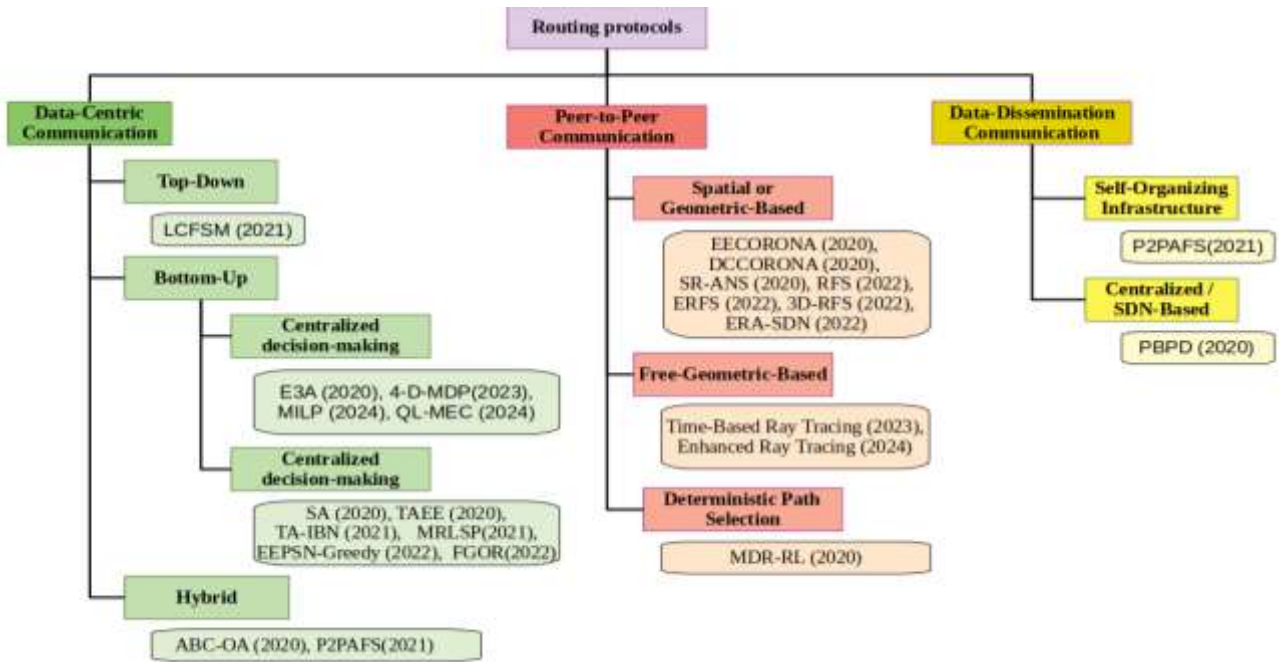 Routing protocols
Data-Centric
Communication
Top-Down
LCFSM (2021)
Bottom-Up
Centralized
decision-making
E3A (2020), 4-D-MDP(2023),
MILP (2024), QL-MEC (2024)
Centralized
decision-making
SA (2020), TAEE (2020),
TA-IBN (2021), MRLSP(2021),
EEPSN-Greedy (2022), FGOR(2022)
Hybrid
ABC-OA (2020), P2PAFS(2021)
Peer-to-Peer
Communication
Spatial or
Geometric-Based
EECORONA (2020),
DCCORONA (2020),
SR-ANS (2020), RFS (2022),
ERFS (2022), 3D-RFS (2022),
ERA-SDN (2022)
Free-Geometric-Based
Time-Based Ray Tracing (2023),
Enhanced Ray Tracing (2024)
Deterministic Path
Selection
MDR-RL (2020)
Data-Dissemination
Communication
Self-Organizing
Infrastructure
P2PAFS(2021)
Centralized /
SDN-Based
PBPD (2020)